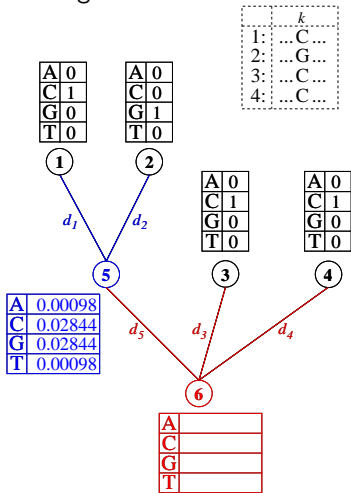 k
1: ...C...
2: ...G...
3: ...C...
4: ...C...
A 0
C 1
G 0
T 0
A 0
C 0
G 1
T 0
1
2
A 0
C 1
G 0
T 0
A 0
C 1
G 0
T 0
d1
d2
5
3
4
A 0.00098
C 0.02844
G 0.02844
T 0.00098
d5
d3
d4
6
A
C
G
T